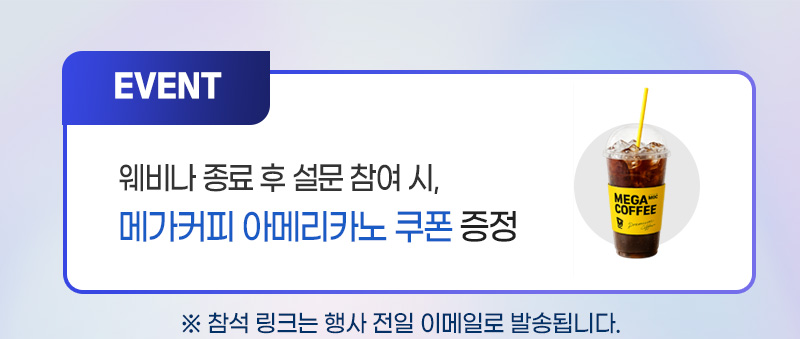 EVENT
웨비나 종료 후 설문 참여 시,
메가커피 아메리카노 쿠폰 증정
MEGA MGC
COFFEE
※ 참석 링크는 행사 전일 이메일로 발송됩니다.